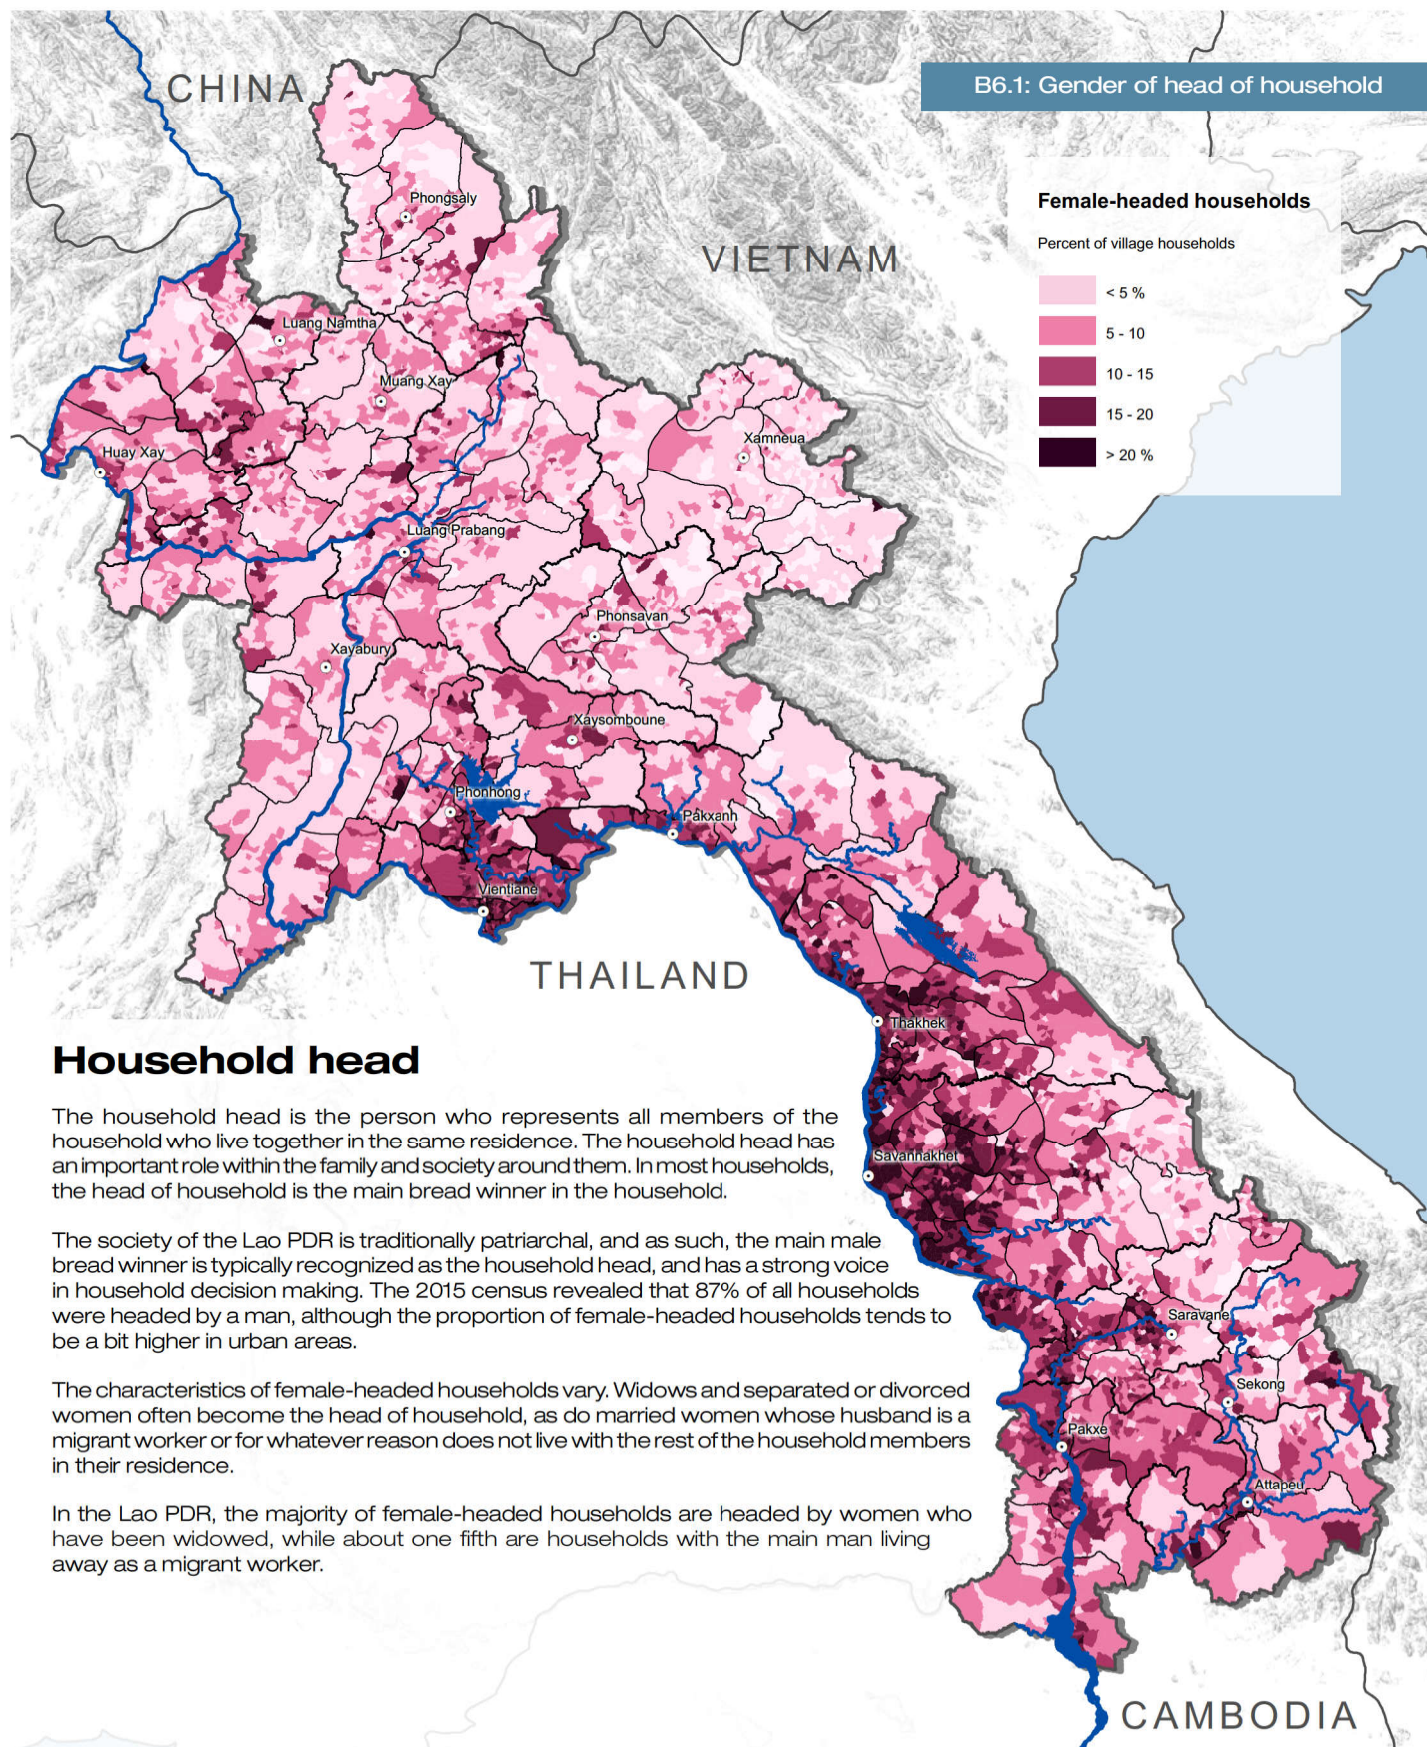 B6.1: Gender of head of household
CHINA
VIETNAM
THAILAND
CAMBODIA
Female-headed households
Percent of village households
< 5 %
5 - 10
10 - 15
15 - 20
> 20 %
Phongsaly
Luang Namtha
Muang Xay
Xamneua
Huay Xay
Luang Prabang
Phonsavan
Xayabury
Xaysomboune
Phonhong
Pakxanh
Vientiane
Thakhek
Savannakhet
Saravane
Sekong
Pakxe
Attapeu
Household head
The household head is the person who represents all members of the
household who live together in the same residence. The household head has
an important role within the family and society around them. In most households,
the head of household is the main bread winner in the household.
The society of the Lao PDR is traditionally patriarchal, and as such, the main male
bread winner is typically recognized as the household head, and has a strong voice
in household decision making. The 2015 census revealed that 87% of all households
were headed by a man, although the proportion of female-headed households tends to
be a bit higher in urban areas.
The characteristics of female-headed households vary. Widows and separated or divorced
women often become the head of household, as do married women whose husband is a
migrant worker or for whatever reason does not live with the rest of the household members
in their residence.
In the Lao PDR, the majority of female-headed households are headed by women who
have been widowed, while about one fifth are households with the main man living
away as a migrant worker.